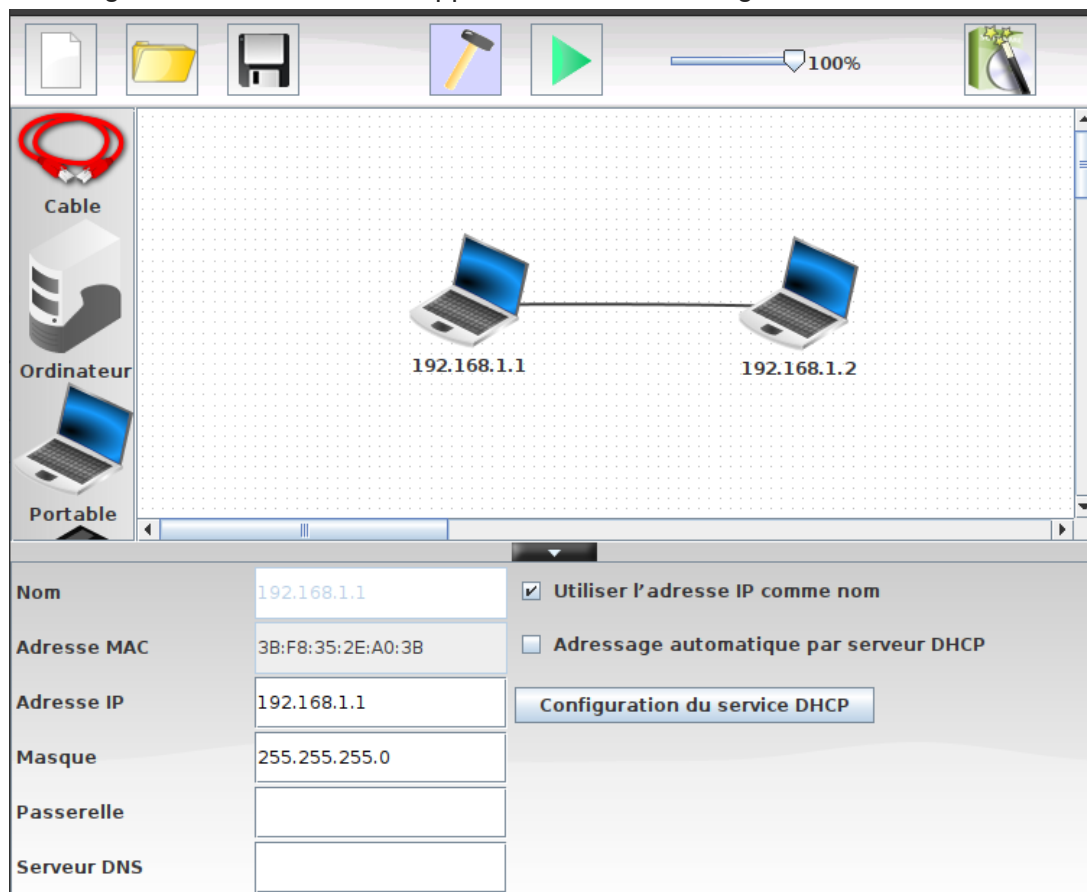 100%
Cable
Ordinateur
Portable
192.168.1.1
192.168.1.2
Nom
192.168.1.1
Utiliser l'adresse IP comme nom
Adresse MAC
3B:F8:35:2E:A0:3B
Adressage automatique par serveur DHCP
Adresse IP
192.168.1.1
Configuration du service DHCP
Masque
255.255.255.0
Passerelle
Serveur DNS